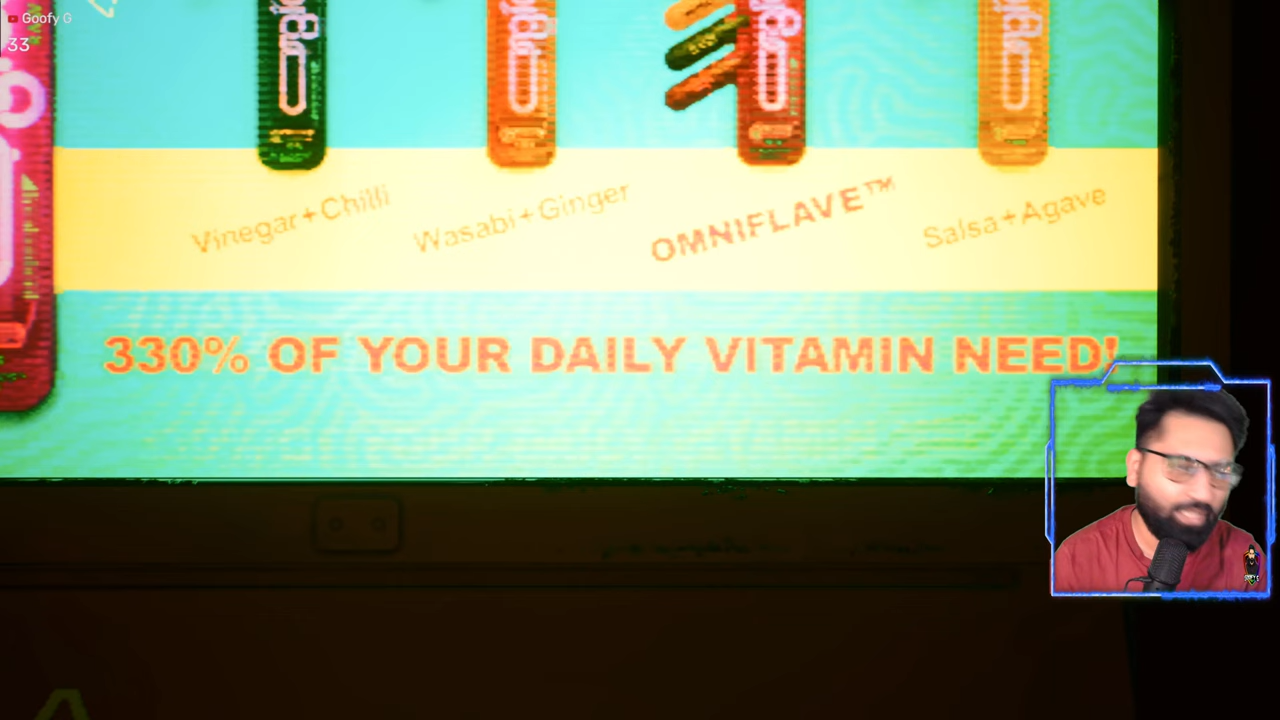 Goofy G
33
Vinegar+Chilli
Wasabi+Ginger
OMNIFLAVE™
Salsa+Agave
330% OF YOUR DAILY VITAMIN NEED!